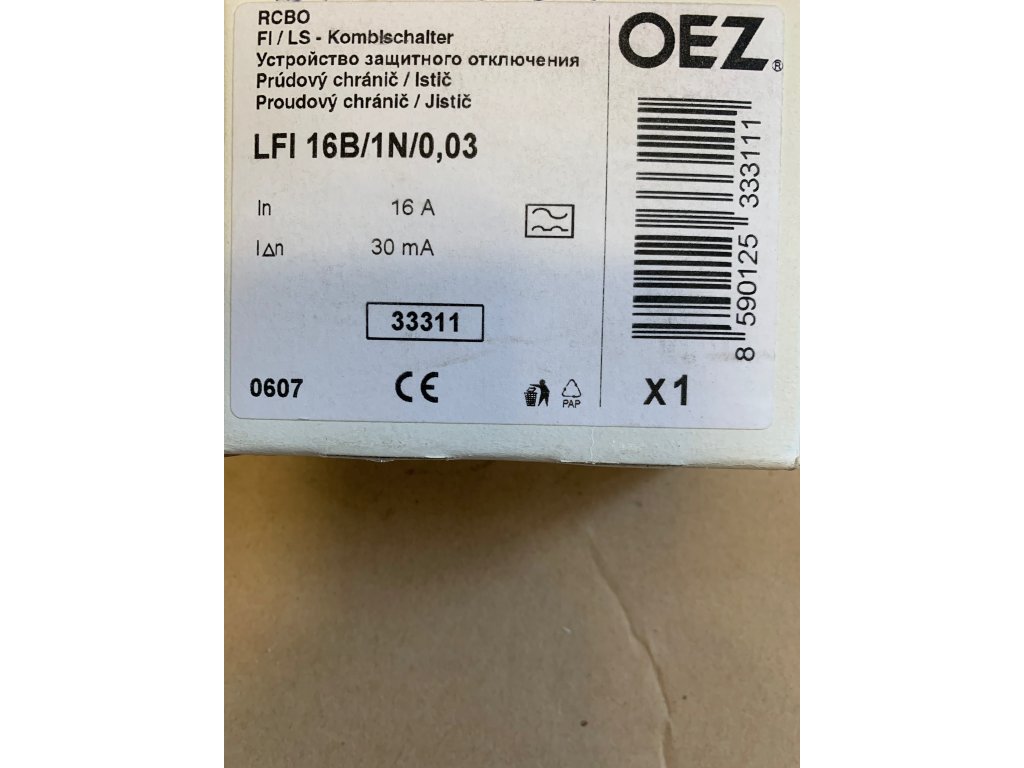 RCBO
FI / LS - Kombischalter
Устройство защитного отключения
Prúdový chránič / Istič
Proudový chránič / Jistič
LFI 16B/1N/0,03
In 16 A
I∆n 30 mA
33311
0607 CE
PAP
OEZ®
8 590125 333111
X1